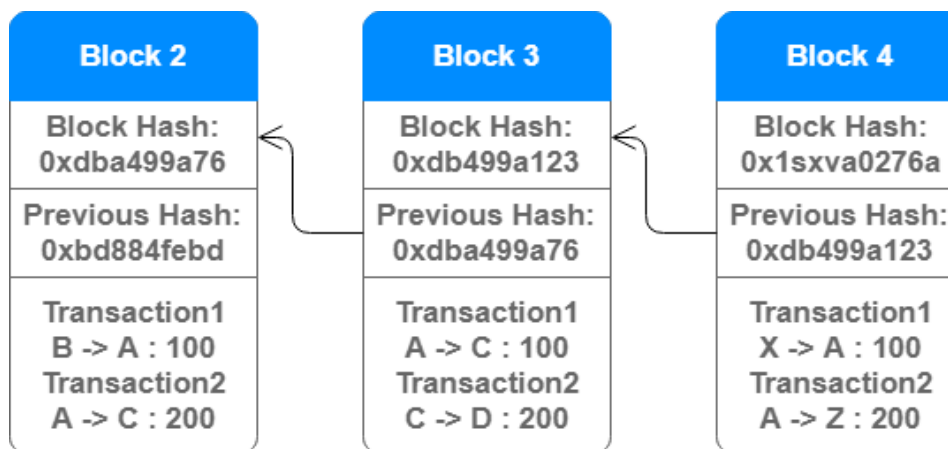 Block 2
Block Hash:
0xdba499a76
Previous Hash:
0xbd884febd
Transaction1
B -> A : 100
Transaction2
A -> C : 200
Block 3
Block Hash:
0xdb499a123
Previous Hash:
0xdba499a76
Transaction1
A -> C : 100
Transaction2
C -> D : 200
Block 4
Block Hash:
0x1sxva0276a
Previous Hash:
0xdb499a123
Transaction1
X -> A : 100
Transaction2
A -> Z : 200